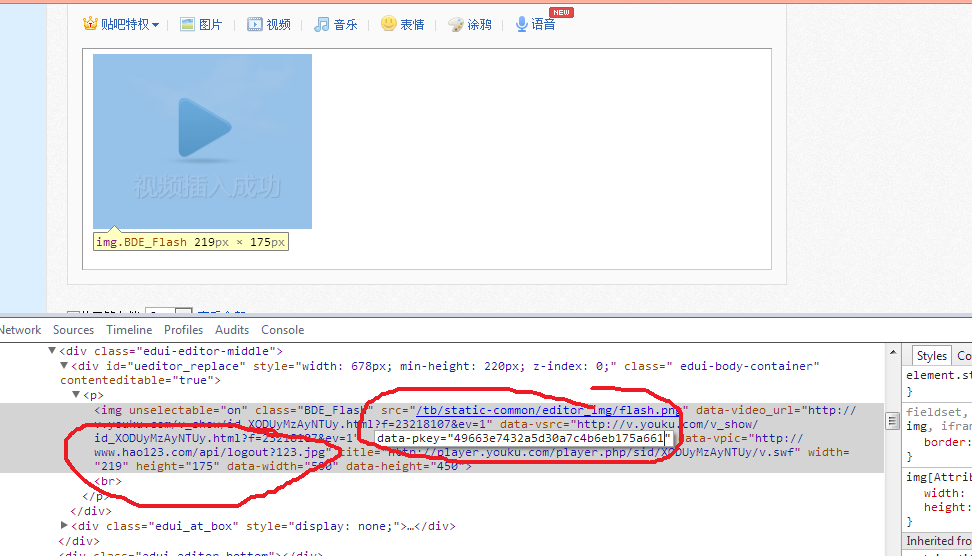 贴吧特权 图片 视频 音乐 表情 涂鸦 语音 NEW
视频插入成功
img.BDE_Flash 219px × 175px
Network Sources Timeline Profiles Audits Console
▼<div class="edui-editor-middle">
▼<div id="ueditor_replace" style="width: 678px; min-height: 220px; z-index: 0;" class=" edui-body-container"
contenteditable="true">
▼<p>
<img unselectable="on" class="BDE_Flash" src="/tb/static-common/editor_img/flash.png" data-video_url="http://
v.youku.com/v_show/id_XODUyMzAyNTUy.html?f=23218107&ev=1" data-vsrc="http://v.youku.com/v_show/
id_XODUyMzAyNTUy.html?f=23218107&ev=1" data-pkey="49663e7432a5d30a7c4b6eb175a661" data-vpic="http://
www.hao123.com/api/logout?123.jpg" title="http://player.youku.com/player.php/sid/XODUyMzAyNTUy/v.swf" width=
"219" height="175" data-width="500" data-height="450">
<br>
</p>
</div>
▶<div class="edui_at_box" style="display: none;">…</div>
</div>
<div class="edui-editor-bottom"></div>
Styles Co
element.st
}
fieldset,
img, ifran
border:
}
img[Attrib
width:
height:
}
Inherited fro